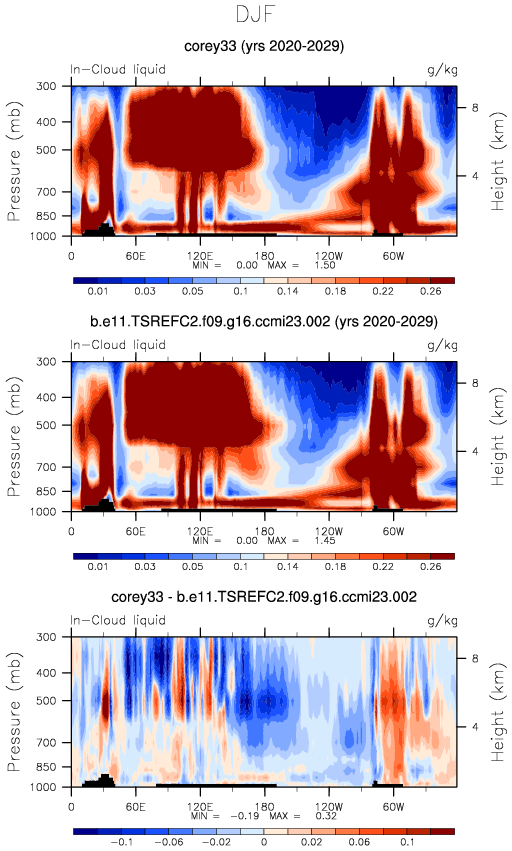 DJF
corey33 (yrs 2020-2029)
In-Cloud liquid g/kg
300
400
500
700
850
1000
Pressure (mb)
8
4
Height (km)
0 60E 120E 180 120W 60W
MIN = 0.00 MAX = 1.50
0.01 0.03 0.05 0.1 0.14 0.18 0.22 0.26
b.e11.TSREFC2.f09.g16.ccmi23.002 (yrs 2020-2029)
In-Cloud liquid g/kg
300
400
500
700
850
1000
Pressure (mb)
8
4
Height (km)
0 60E 120E 180 120W 60W
MIN = 0.00 MAX = 1.45
0.01 0.03 0.05 0.1 0.14 0.18 0.22 0.26
corey33 - b.e11.TSREFC2.f09.g16.ccmi23.002
In-Cloud liquid g/kg
300
400
500
700
850
1000
Pressure (mb)
8
4
Height (km)
0 60E 120E 180 120W 60W
MIN = -0.19 MAX = 0.32
-0.1 -0.06 -0.02 0 0.02 0.06 0.1